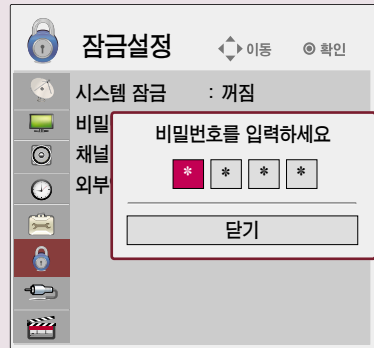 잠금설정 이동 확인
시스템 잠금 : 꺼짐
비밀
채널
외부
비밀번호를 입력하세요
* * * *
닫기